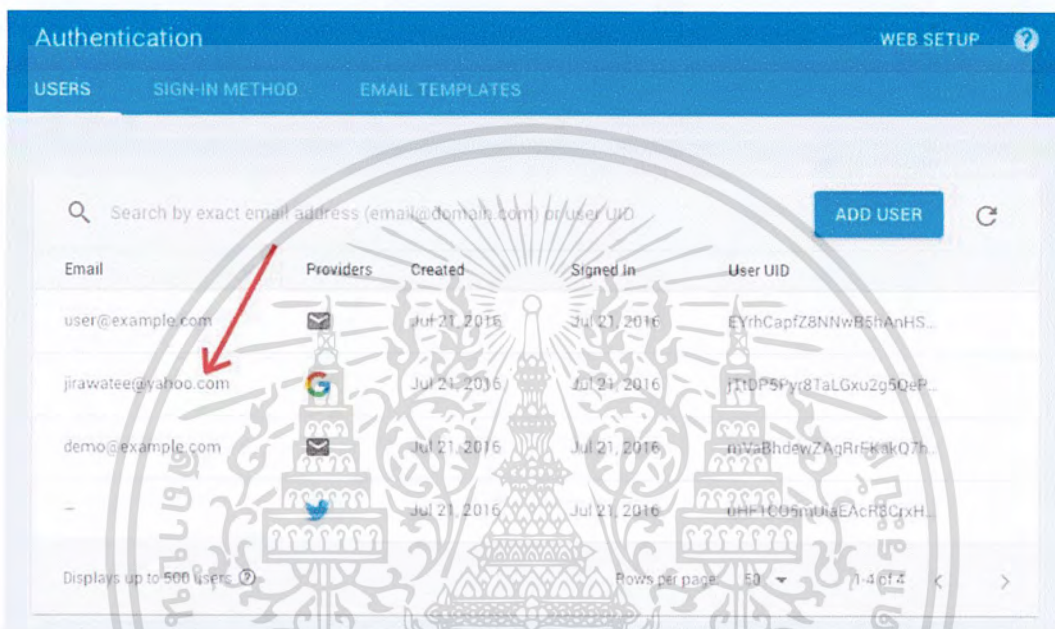 Authentication WEB SETUP ?
USERS SIGN-IN METHOD EMAIL TEMPLATES
Search by exact email address (email@domain.com) or user UID ADD USER
Email Providers Created Signed In User UID
user@example.com Jul 21, 2016 Jul 21, 2016 EYrhCapfZ8NNwB5hAnHS...
jirawatee@yahoo.com Jul 21, 2016 Jul 21, 2016
demo@example.com Jul 21, 2016 Jul 21, 2016
– Jul 21, 2016 Jul 21, 2016
Displays up to 500 users ? Rows per page: 50 1-4 of 4